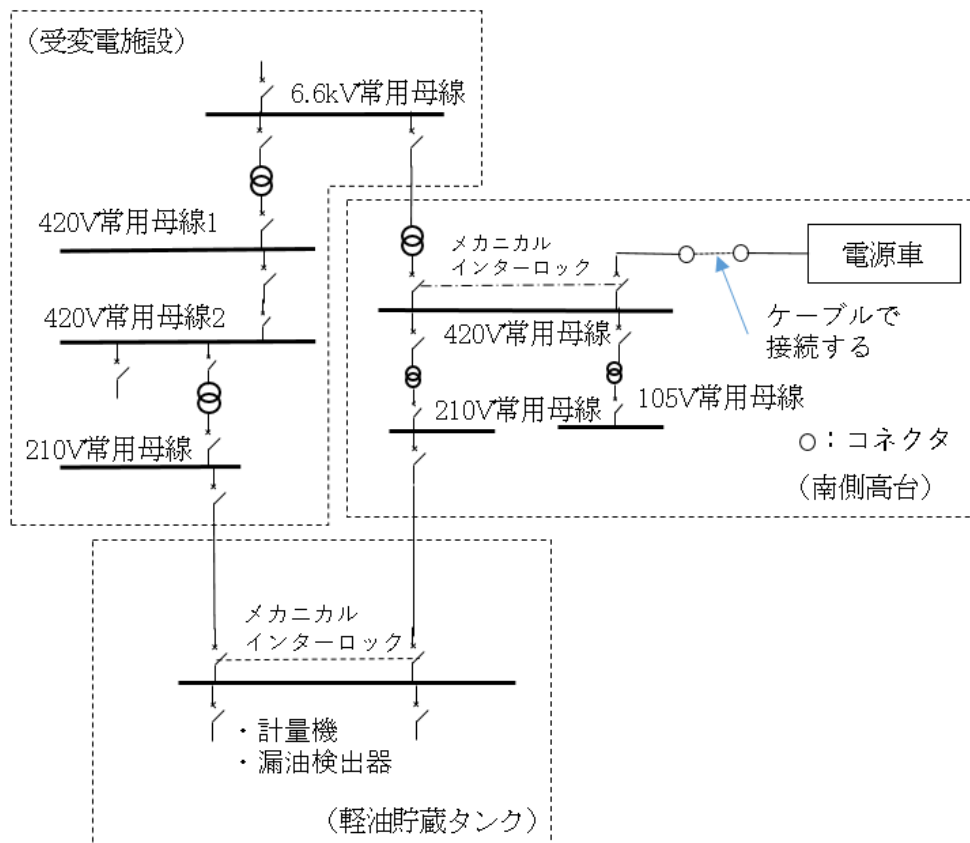 （受変電施設）
6.6kV常用母線
420V常用母線1
420V常用母線2
210V常用母線
メカニカル
インターロック
電源車
ケーブルで
接続する
420V常用母線
210V常用母線
105V常用母線
○：コネクタ
（南側高台）
メカニカル
インターロック
・計量機
・漏油検出器
（軽油貯蔵タンク）